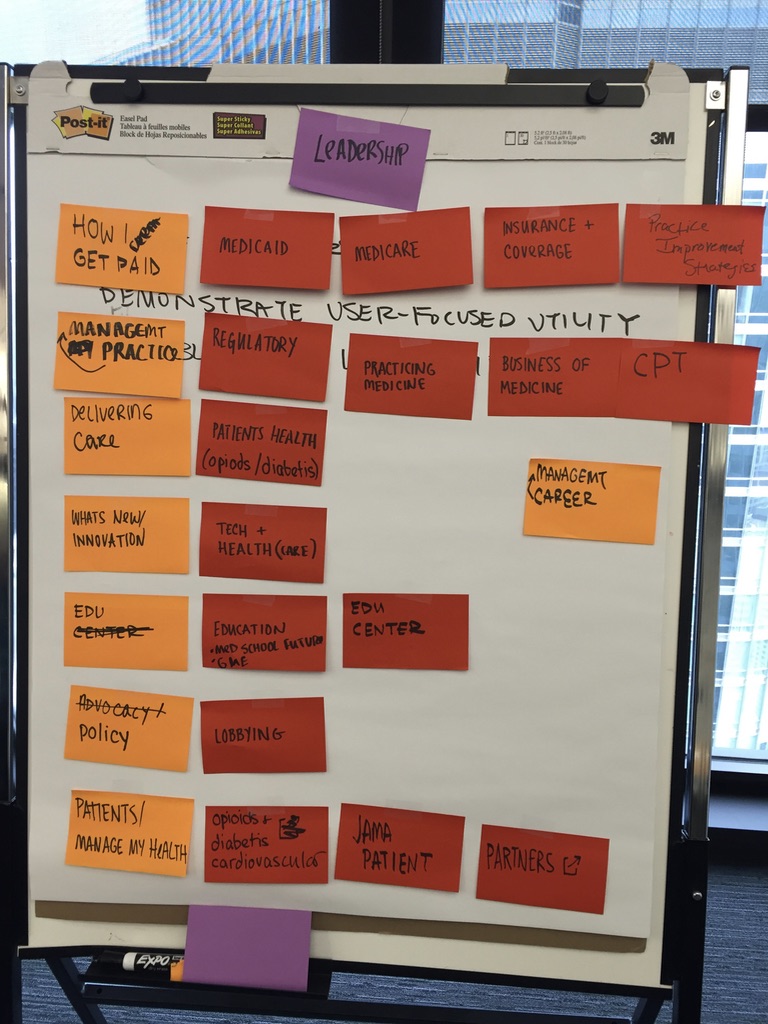 Post-it
Easel Pad
Tableau à feuilles mobiles
Block de Hojas Reposicionables
Super Sticky
Super Collant
Super Adhesivas
3M
LEADERSHIP
HOW I
GET PAID
MEDICAID
MEDICARE
INSURANCE +
COVERAGE
Practice
Improvement
Strategies
DEMONSTRATE USER-FOCUSED UTILITY
MANAGEMT
PRACTICE
REGULATORY
PRACTICING
MEDICINE
BUSINESS OF
MEDICINE
CPT
DELIVERING
CARE
PATIENTS HEALTH
(opiods/diabetis)
MANAGEMT
CAREER
WHATS NEW/
INNOVATION
TECH +
HEALTH (CARE)
EDU
CENTER
EDUCATION
• MED SCHOOL FUTURE
• GME
EDU
CENTER
ADVOCACY/
POLICY
LOBBYING
PATIENTS/
MANAGE MY HEALTH
opioids +
diabetis
cardiovascular
JAMA
PATIENT
PARTNERS
EXPO